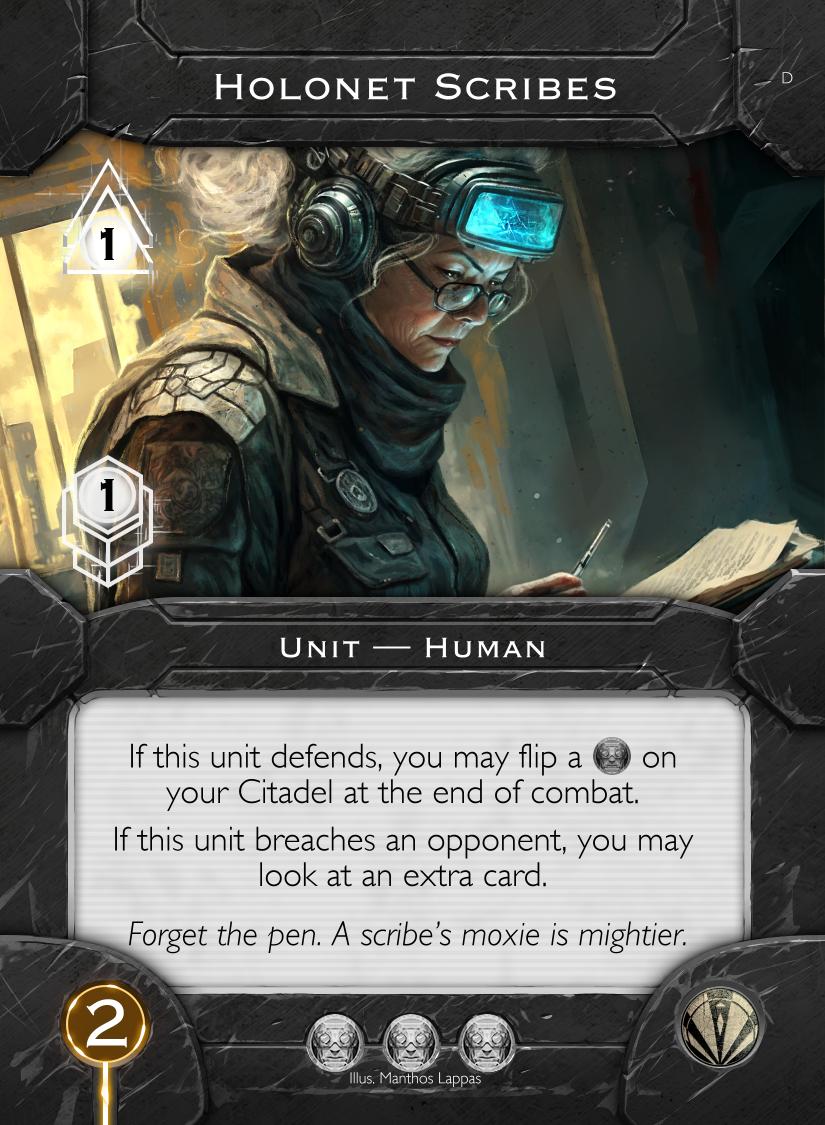 Holonet Scribes
D
1
1
Unit — Human
If this unit defends, you may flip a on
your Citadel at the end of combat.
If this unit breaches an opponent, you may
look at an extra card.
Forget the pen. A scribe's moxie is mightier.
2
Illus. Manthos Lappas